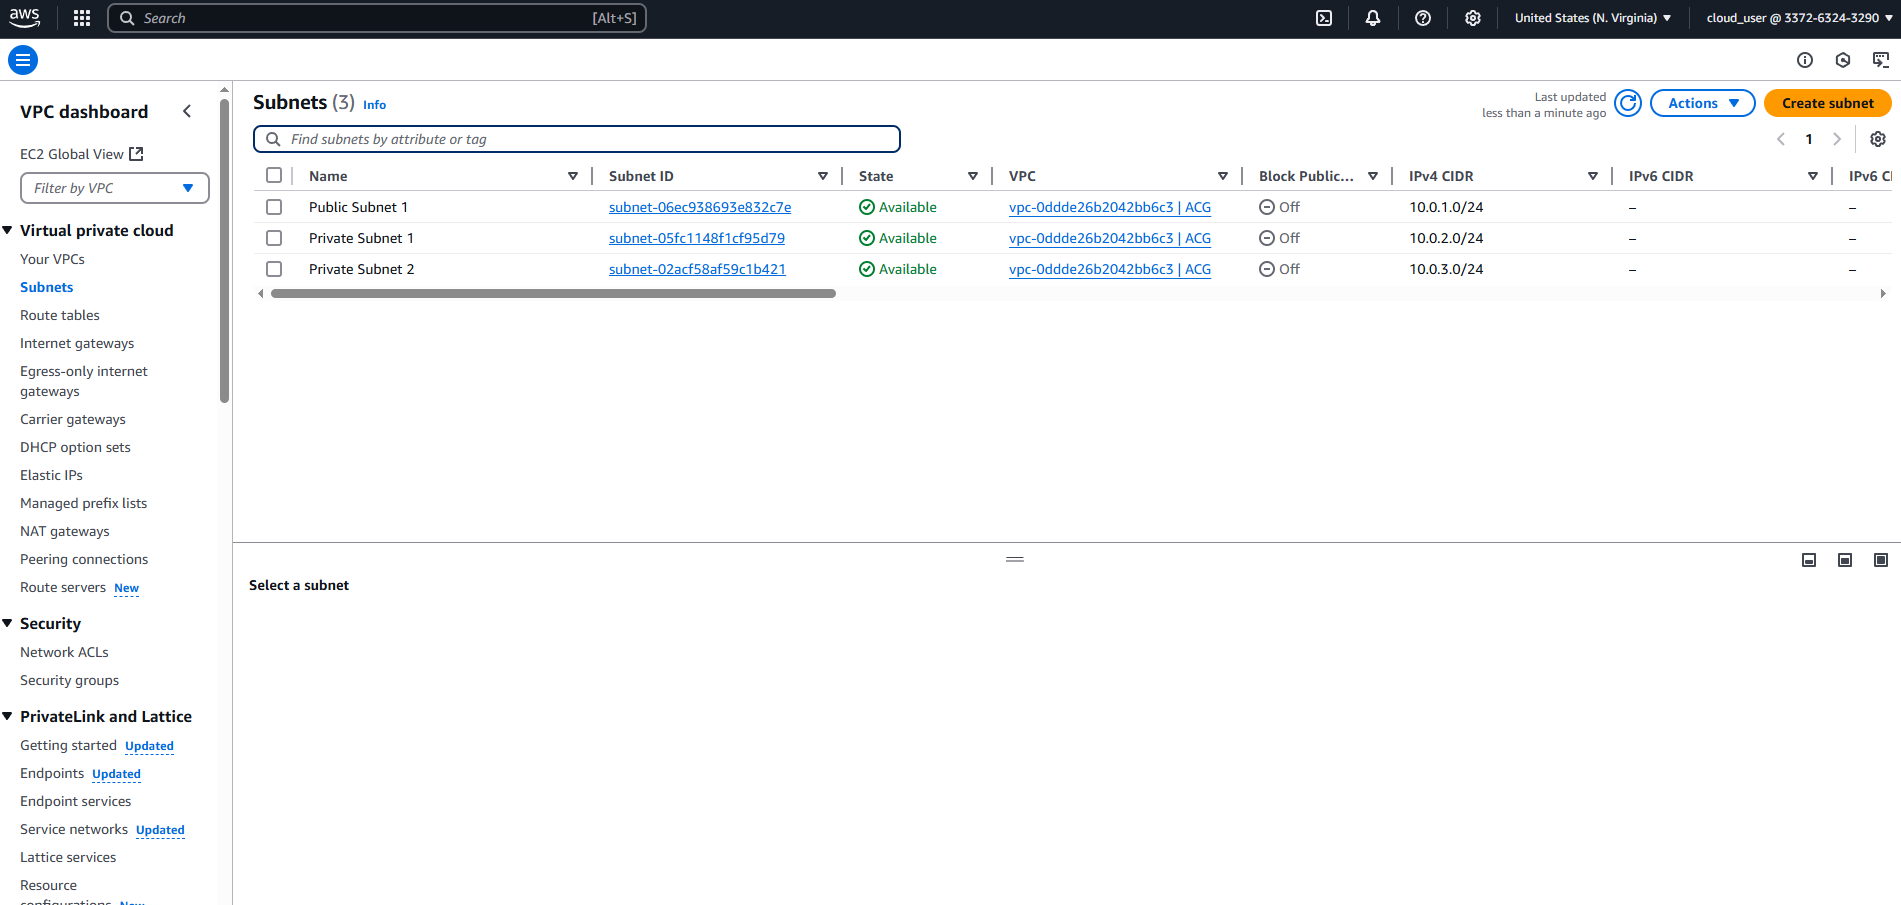 aws
Search [Alt+S]
United States (N. Virginia)
cloud_user @ 3372-6324-3290
VPC dashboard
EC2 Global View
Filter by VPC
Virtual private cloud
Your VPCs
Subnets
Route tables
Internet gateways
Egress-only internet
gateways
Carrier gateways
DHCP option sets
Elastic IPs
Managed prefix lists
NAT gateways
Peering connections
Route servers New
Security
Network ACLs
Security groups
PrivateLink and Lattice
Getting started Updated
Endpoints Updated
Endpoint services
Service networks Updated
Lattice services
Resource
configurations New
Subnets (3) Info
Last updated
less than a minute ago
Actions
Create subnet
Find subnets by attribute or tag
1
Name Subnet ID State VPC Block Public... IPv4 CIDR IPv6 CIDR IPv6 CI
Public Subnet 1 subnet-06ec938693e832c7e Available vpc-0ddde26b2042bb6c3 | ACG Off 10.0.1.0/24 – –
Private Subnet 1 subnet-05fc1148f1cf95d79 Available vpc-0ddde26b2042bb6c3 | ACG Off 10.0.2.0/24 – –
Private Subnet 2 subnet-02acf58af59c1b421 Available vpc-0ddde26b2042bb6c3 | ACG Off 10.0.3.0/24 – –
Select a subnet